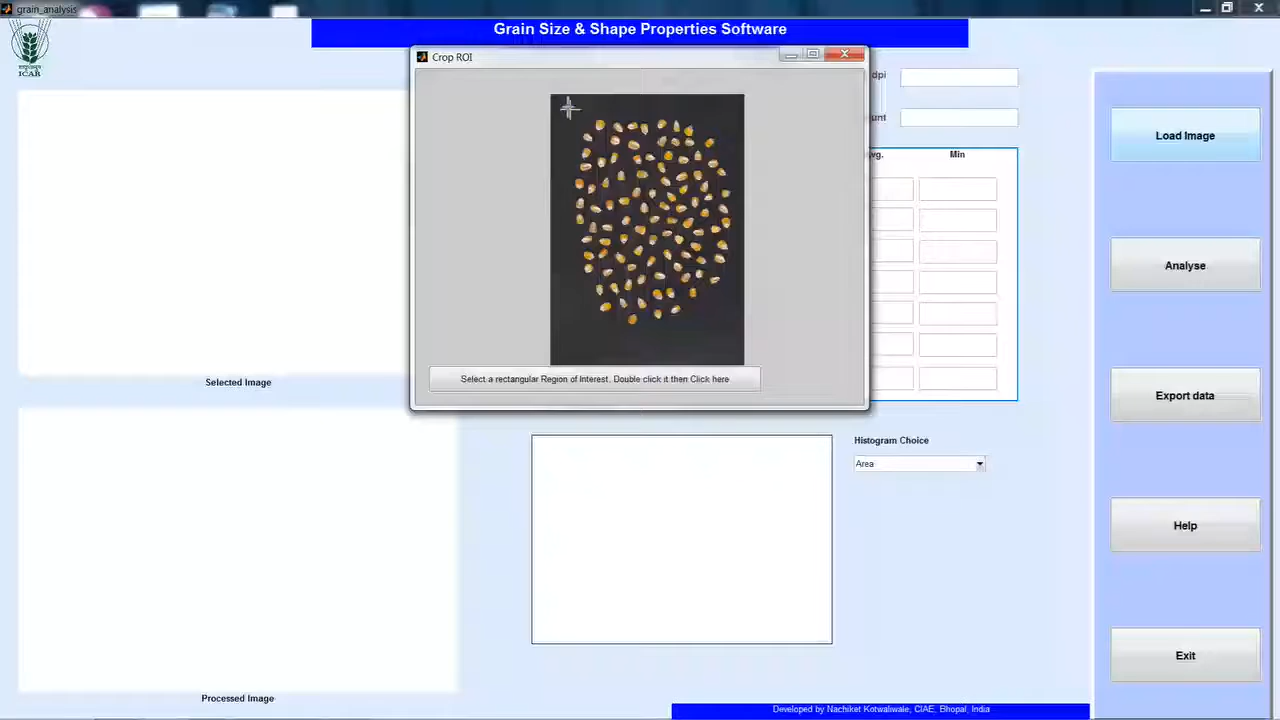 grain_analysis
Grain Size & Shape Properties Software
ICAR
Crop ROI
dpi
Load Image
Min
Analyse
Select a rectangular Region of Interest. Double click it then Click here
Selected Image
Export data
Histogram Choice
Area
Help
Exit
Processed Image
Developed by Nachiket Kotwaliwale, CIAE, Bhopal, India